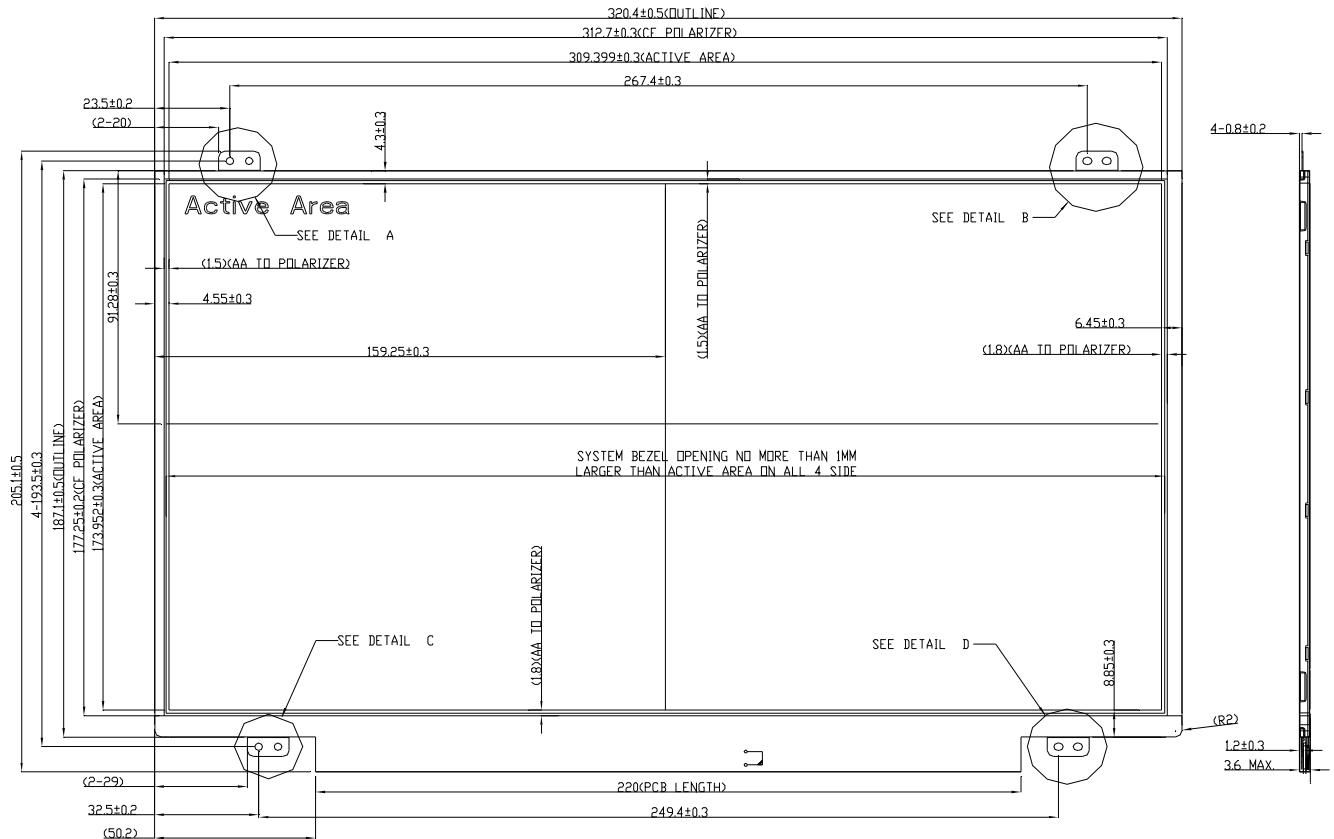 320.4±0.5(OUTLINE)
312.7±0.3(CF POLARIZER)
309.399±0.3(ACTIVE AREA)
267.4±0.3
23.5±0.2
(2-20)
4.3±0.3
4-0.8±0.2
Active Area
SEE DETAIL A
SEE DETAIL B
(1.5)(AA TO POLARIZER)
(1.5)(AA TO POLARIZER)
91.28±0.3
4.55±0.3
6.45±0.3
159.25±0.3
(1.8)(AA TO POLARIZER)
205.1±0.5
4-193.5±0.3
187.1±0.5(OUTLINE)
177.25±0.2(CF POLARIZER)
173.952±0.3(ACTIVE AREA)
SYSTEM BEZEL OPENING NO MORE THAN 1MM
LARGER THAN ACTIVE AREA ON ALL 4 SIDE
(1.8)(AA TO POLARIZER)
SEE DETAIL C
SEE DETAIL D
8.85±0.3
(R2)
1.2±0.3
3.6 MAX.
(2-29)
220(PCB LENGTH)
32.5±0.2
249.4±0.3
(50.2)